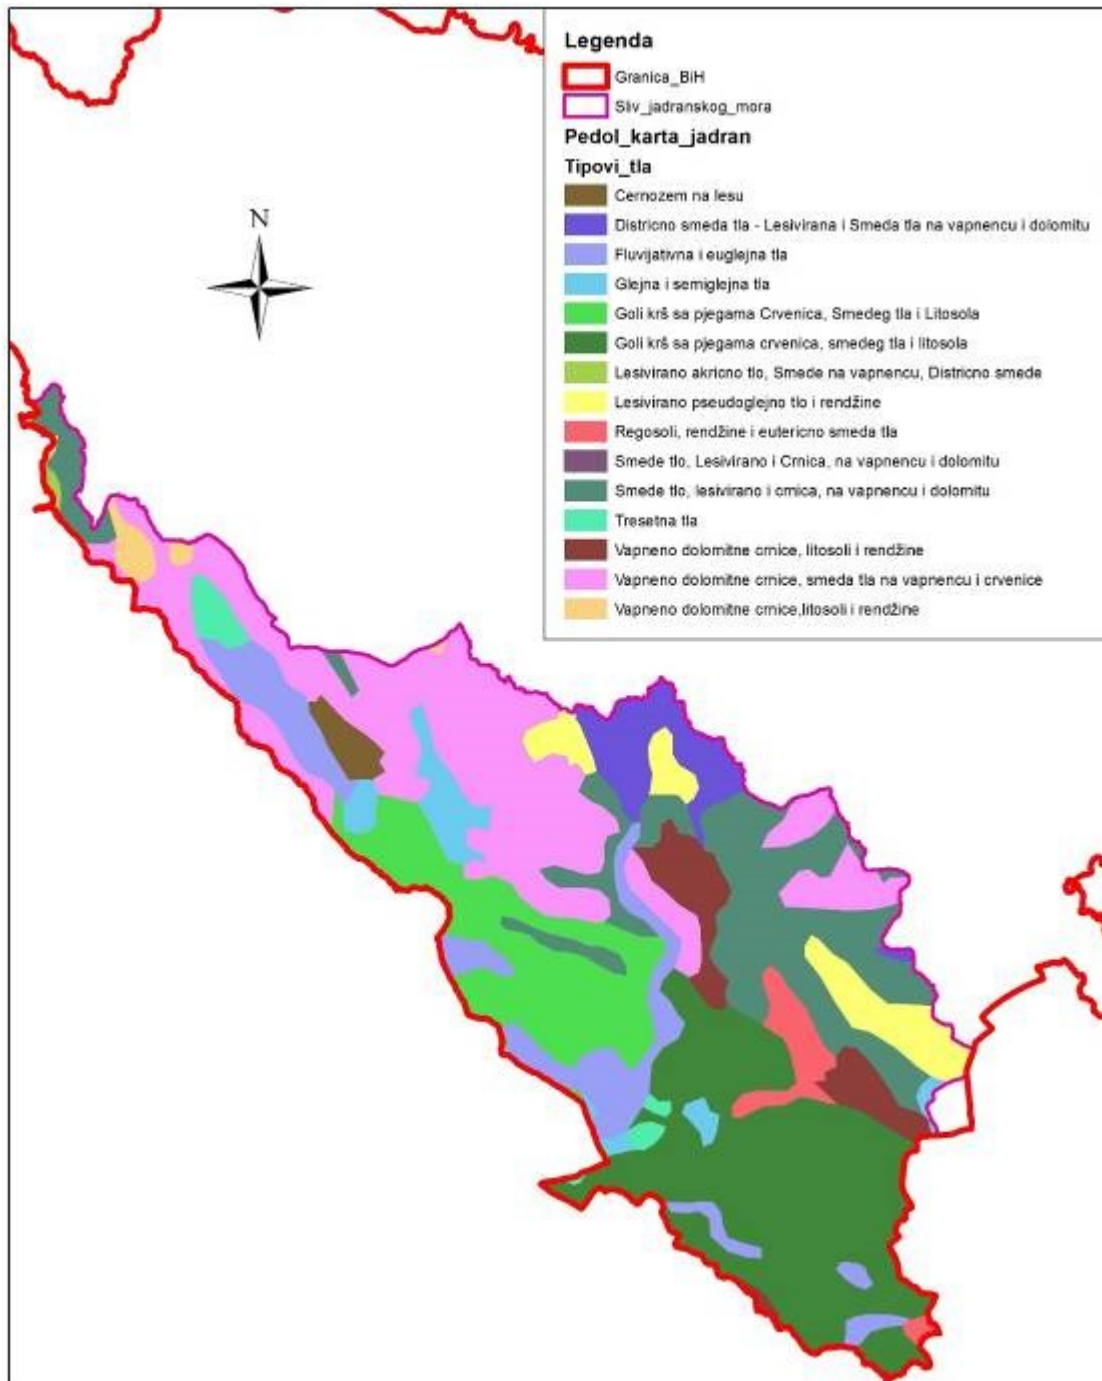 Legenda
Granica_BiH
Sliv_jadranskog_mora
Pedol_karta_jadran
Tipovi_tla
Cernozem na lesu
Districno smeda tla - Lesivirana i Smeda tla na vapnencu i dolomitu
Fluvijativna i euglejna tla
Glejna i semiglejna tla
Goli krš sa pjegama Crvenica, Smedeg tla i Litosola
Goli krš sa pjegama crvenica, smedeg tla i litosola
Lesivirano akricno tlo, Smede na vapnencu, Districno smede
Lesivirano pseudoglejno tlo i rendžine
Regosoli, rendžine i eutericno smeda tla
Smede tlo, Lesivirano i Crnica, na vapnencu i dolomitu
Smede tlo, lesivirano i crnica, na vapnencu i dolomitu
Tresetna tla
Vapneno dolomitne crnice, litosoli i rendžine
Vapneno dolomitne crnice, smeda tla na vapnencu i crvenice
Vapneno dolomitne crnice,litosoli i rendžine
N